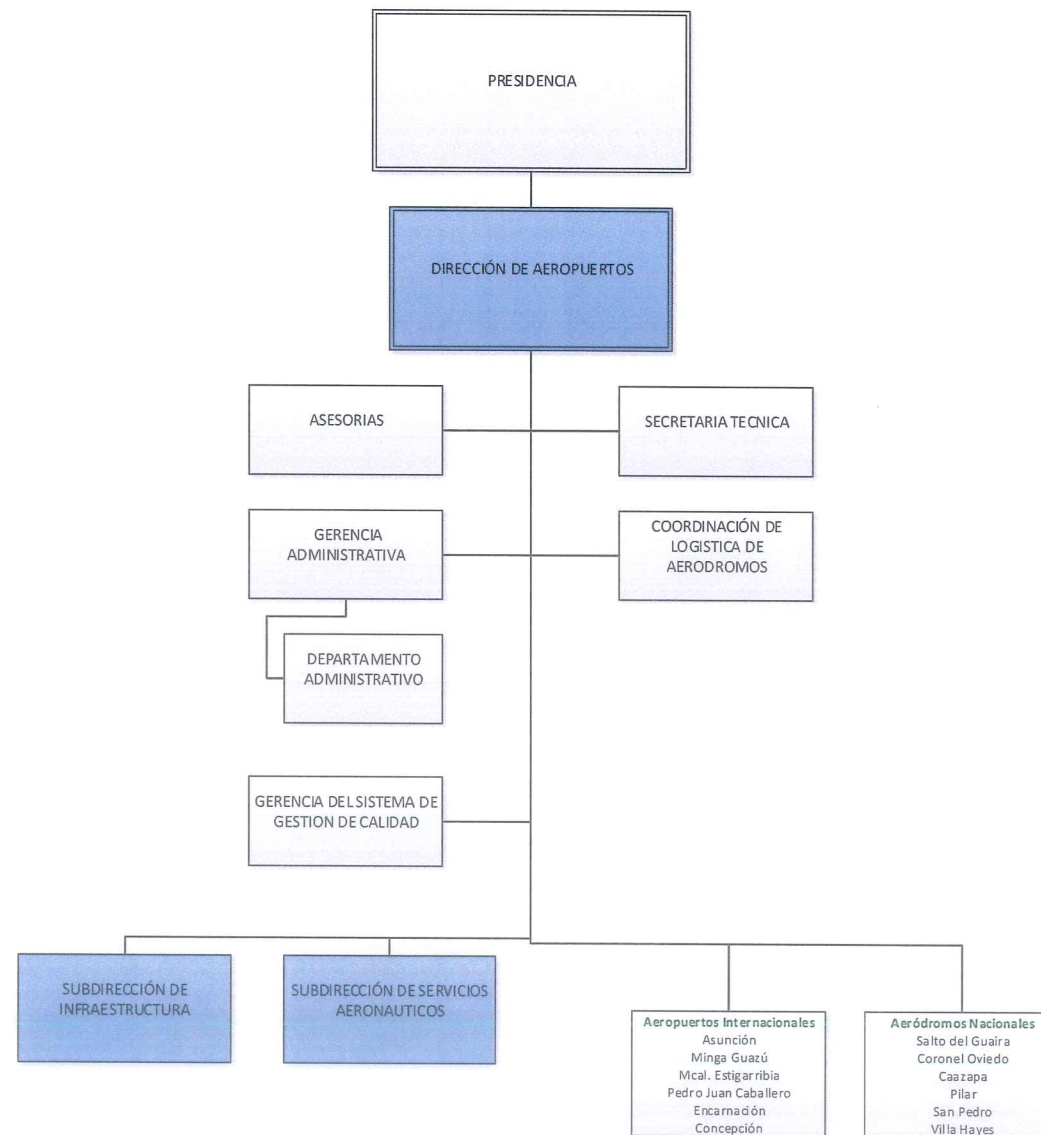 PRESIDENCIA
DIRECCIÓN DE AEROPUERTOS
ASESORIAS
SECRETARIA TECNICA
GERENCIA
ADMINISTRATIVA
COORDINACIÓN DE
LOGISTICA DE
AERODROMOS
DEPARTAMENTO
ADMINISTRATIVO
GERENCIA DEL SISTEMA DE
GESTION DE CALIDAD
SUBDIRECCIÓN DE
INFRAESTRUCTURA
SUBDIRECCIÓN DE SERVICIOS
AERONAUTICOS
Aeropuertos Internacionales
Asunción
Minga Guazú
Mcal. Estigarribia
Pedro Juan Caballero
Encarnación
Concepción
Aeródromos Nacionales
Salto del Guaira
Coronel Oviedo
Caazapa
Pilar
San Pedro
Villa Hayes